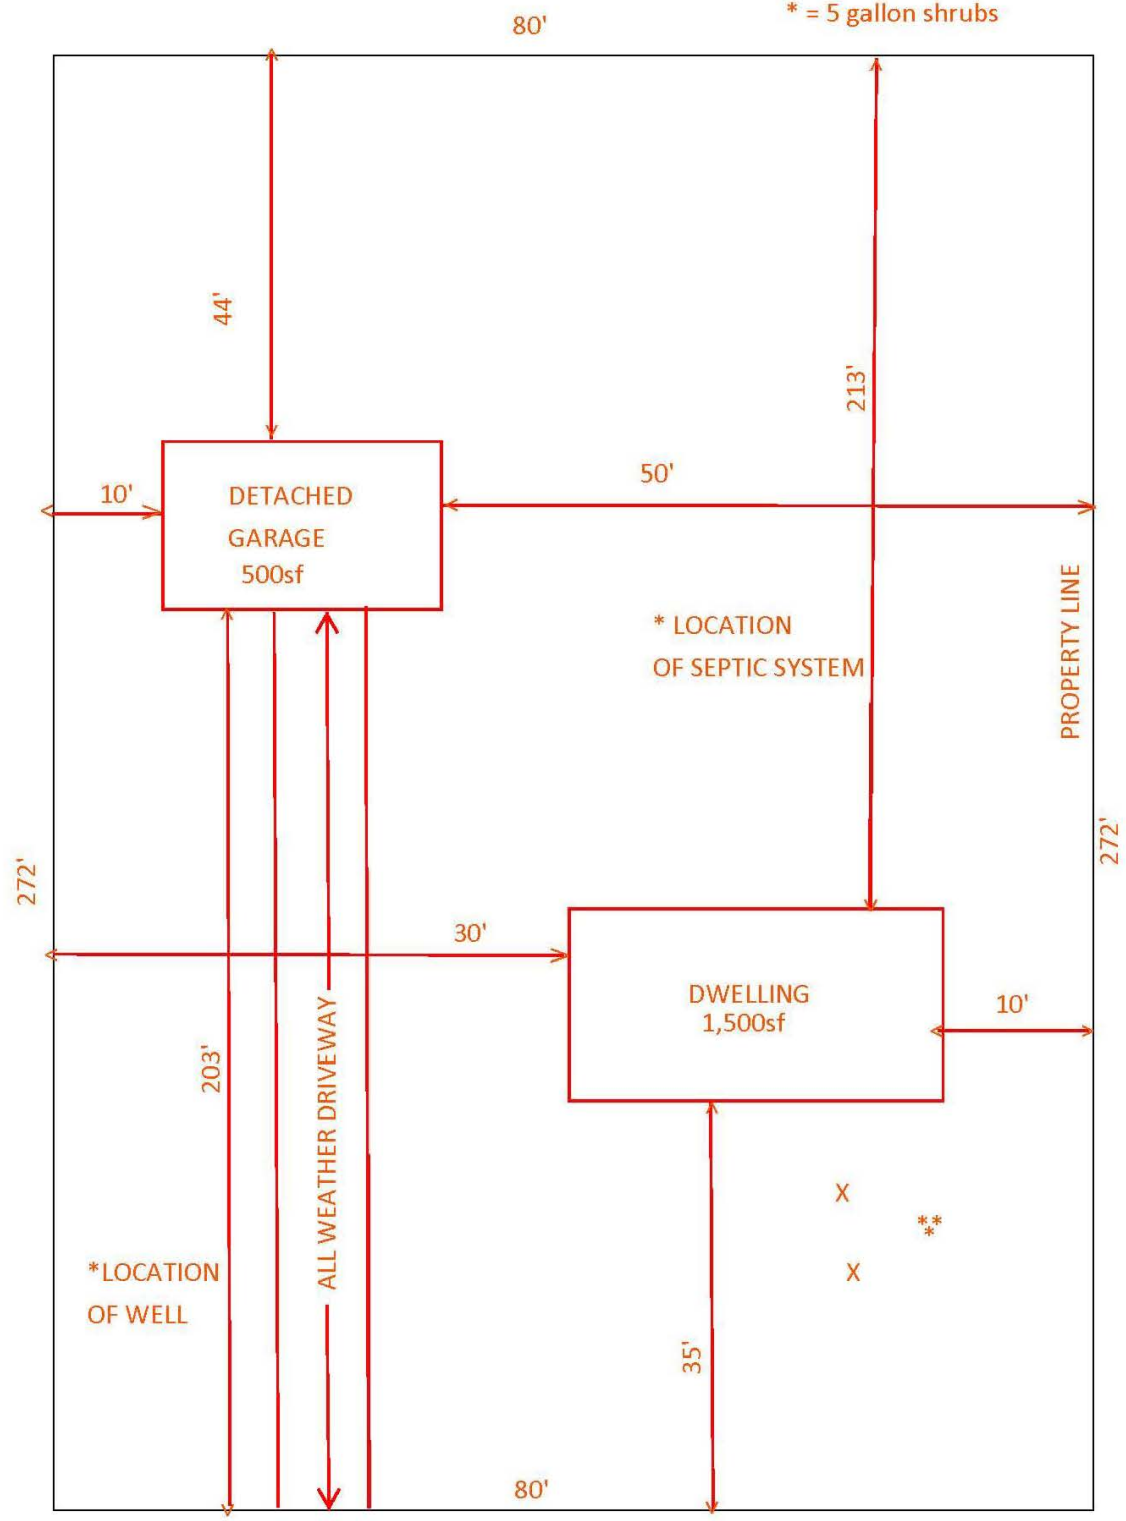 * = 5 gallon shrubs
80'
44'
213'
50'
10'
DETACHED
GARAGE
500sf
PROPERTY LINE
* LOCATION
OF SEPTIC SYSTEM
272'
272'
30'
DWELLING
1,500sf
10'
203'
ALL WEATHER DRIVEWAY
X
**
*
X
*LOCATION
OF WELL
35'
80'